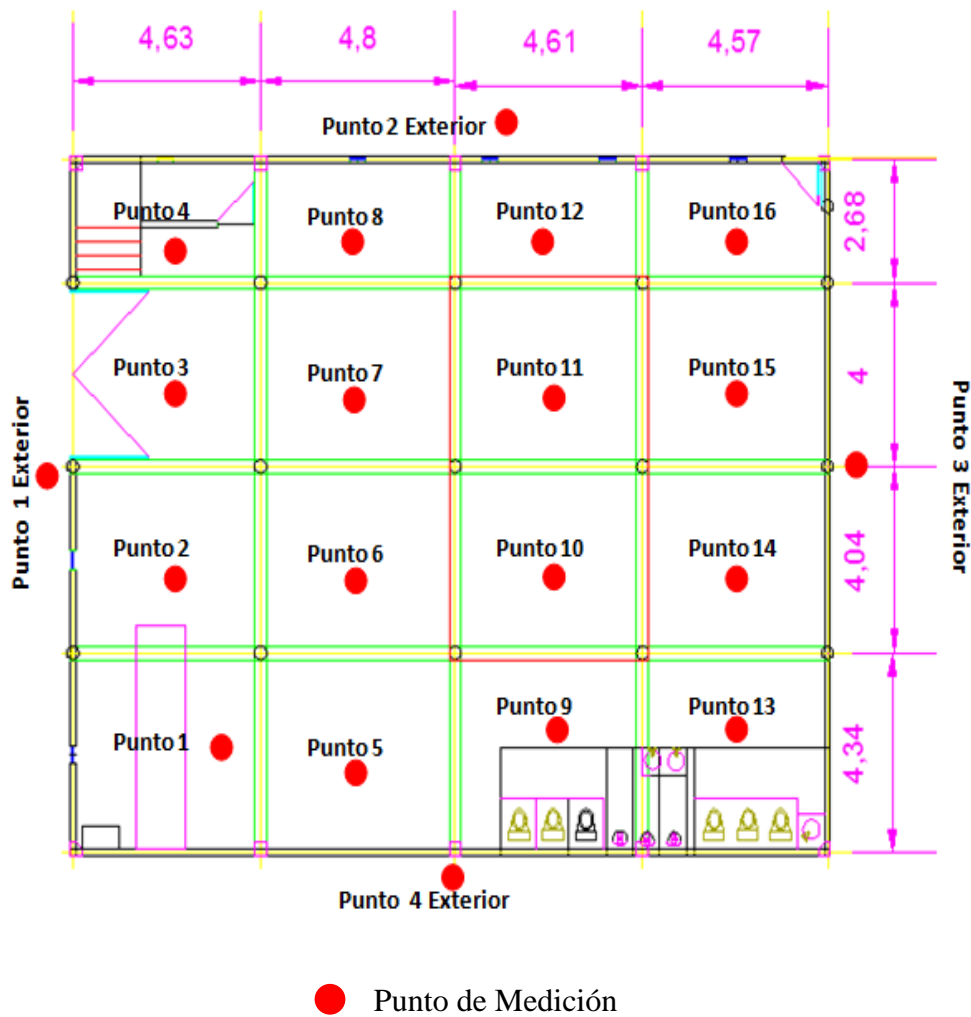 4,63
4,8
4,61
4,57
Punto 2 Exterior
Punto 4
Punto 8
Punto 12
Punto 16
2,68
Punto 3
Punto 7
Punto 11
Punto 15
4
Punto 1 Exterior
Punto 3 Exterior
Punto 2
Punto 6
Punto 10
Punto 14
4,04
Punto 1
Punto 5
Punto 9
Punto 13
4,34
Punto 4 Exterior
Punto de Medición